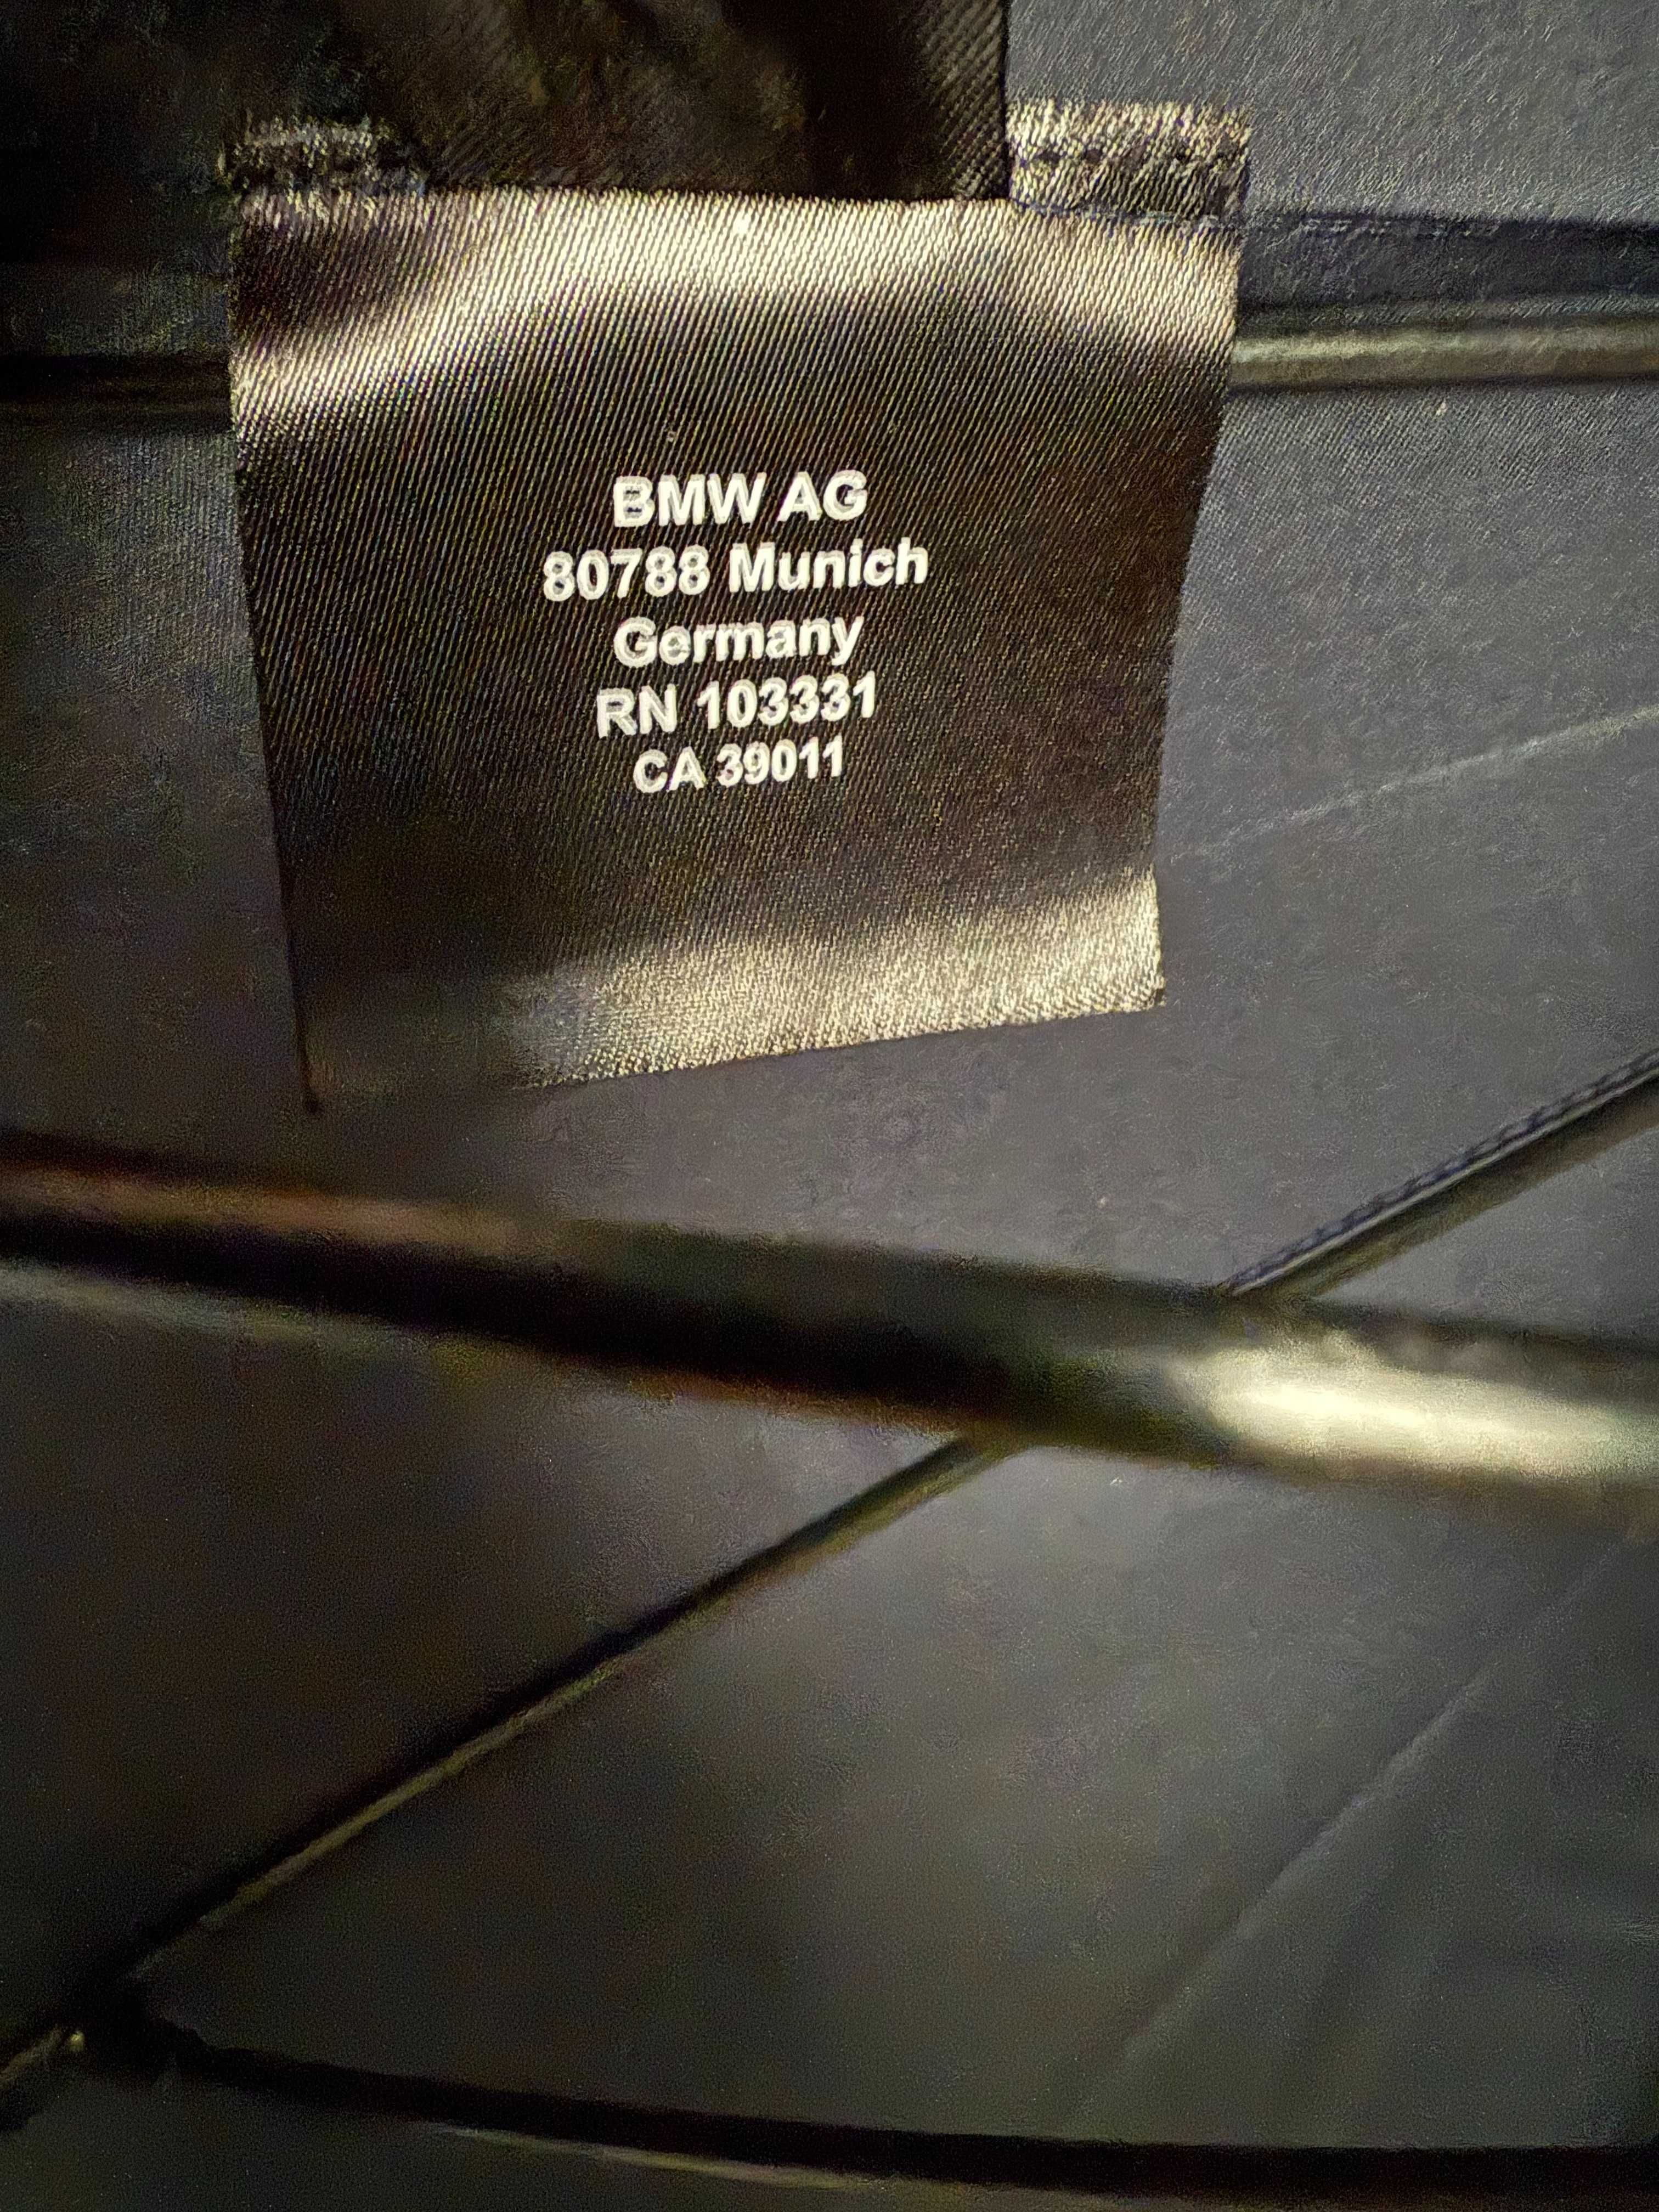 BMW AG
80788 Munich
Germany
RN 103331
CA 39011